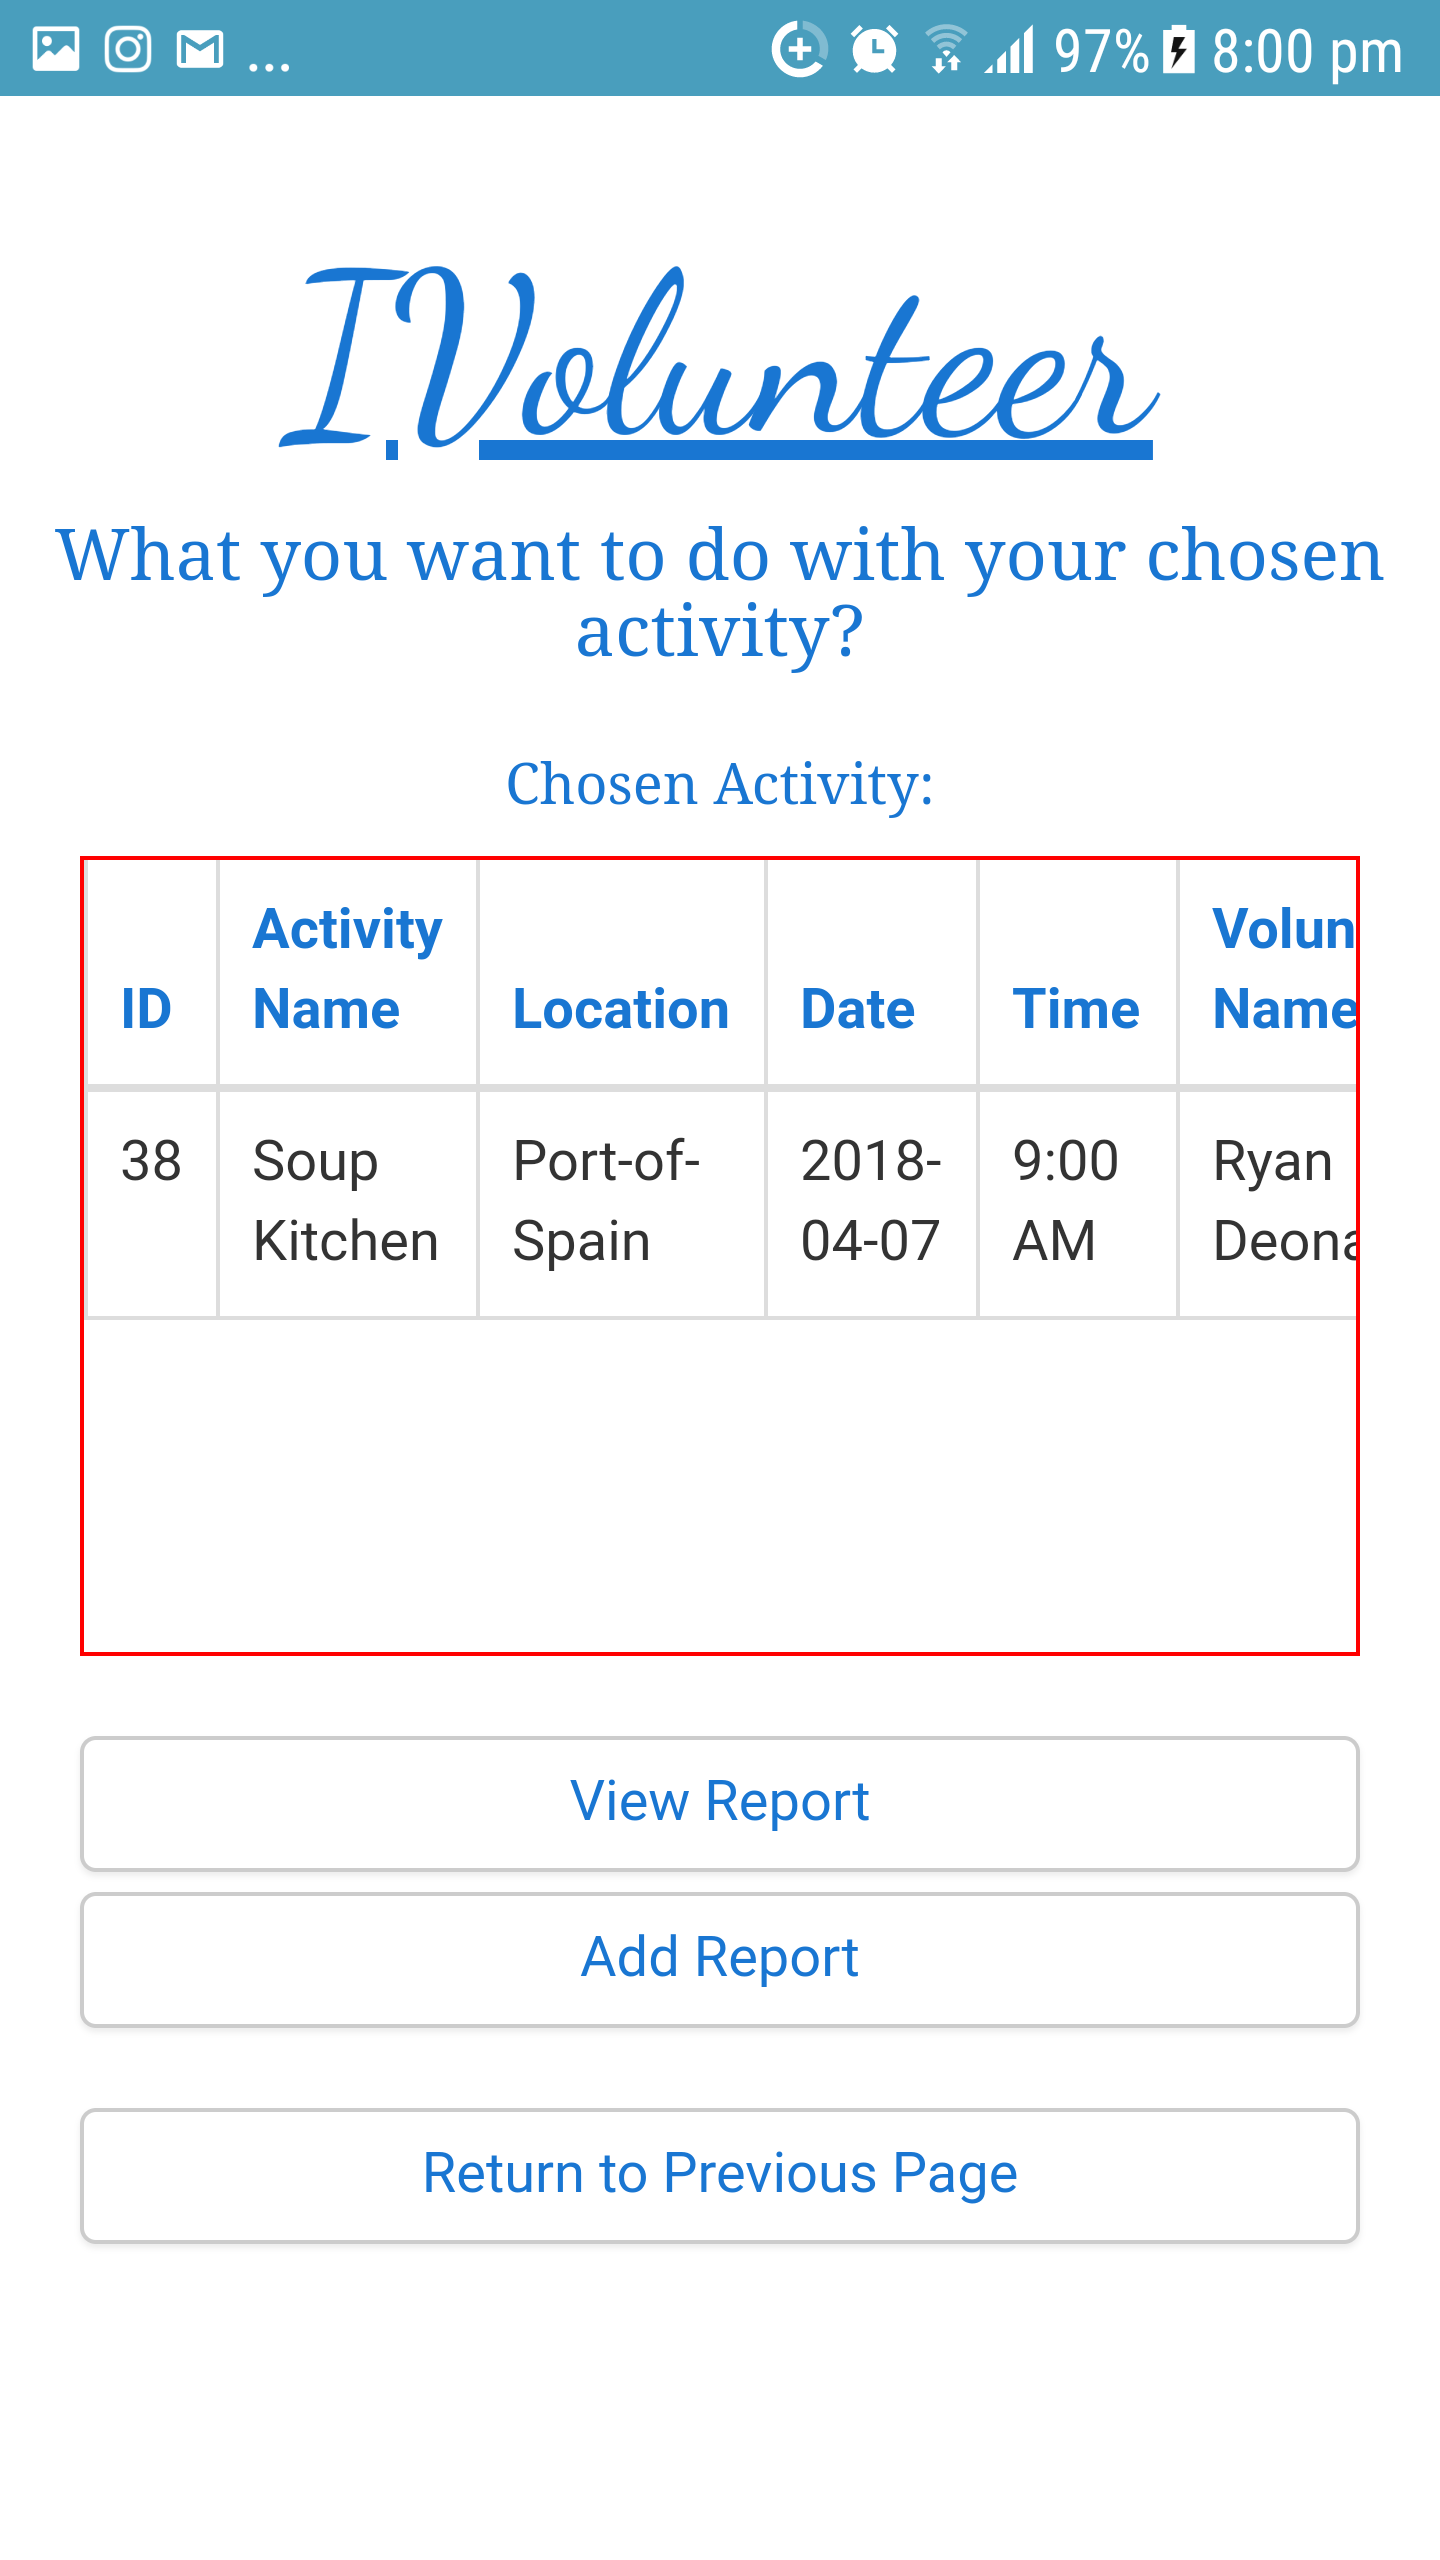 97% 8:00 pm
IVolunteer
What you want to do with your chosen
activity?
Chosen Activity:
ID Activity Name Location Date Time Volun Name
38 Soup Kitchen Port-of-Spain 2018-04-07 9:00 AM Ryan Deona
View Report
Add Report
Return to Previous Page